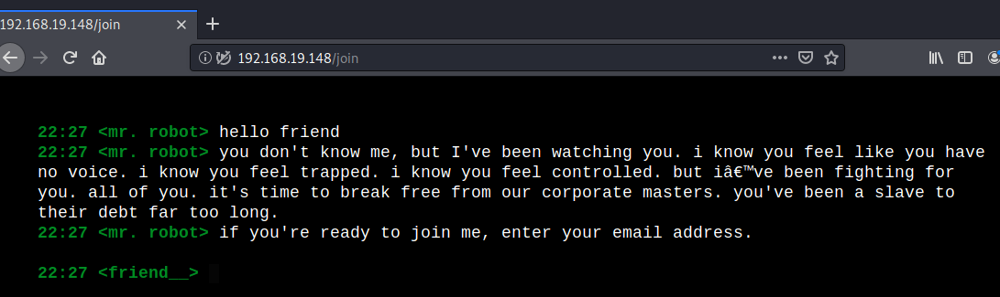 192.168.19.148/join
192.168.19.148/join
22:27 <mr. robot> hello friend
22:27 <mr. robot> you don't know me, but I've been watching you. i know you feel like you have
no voice. i know you feel trapped. i know you feel controlled. but iâ€™ve been fighting for
you. all of you. it's time to break free from our corporate masters. you've been a slave to
their debt far too long.
22:27 <mr. robot> if you're ready to join me, enter your email address.
22:27 <friend__>